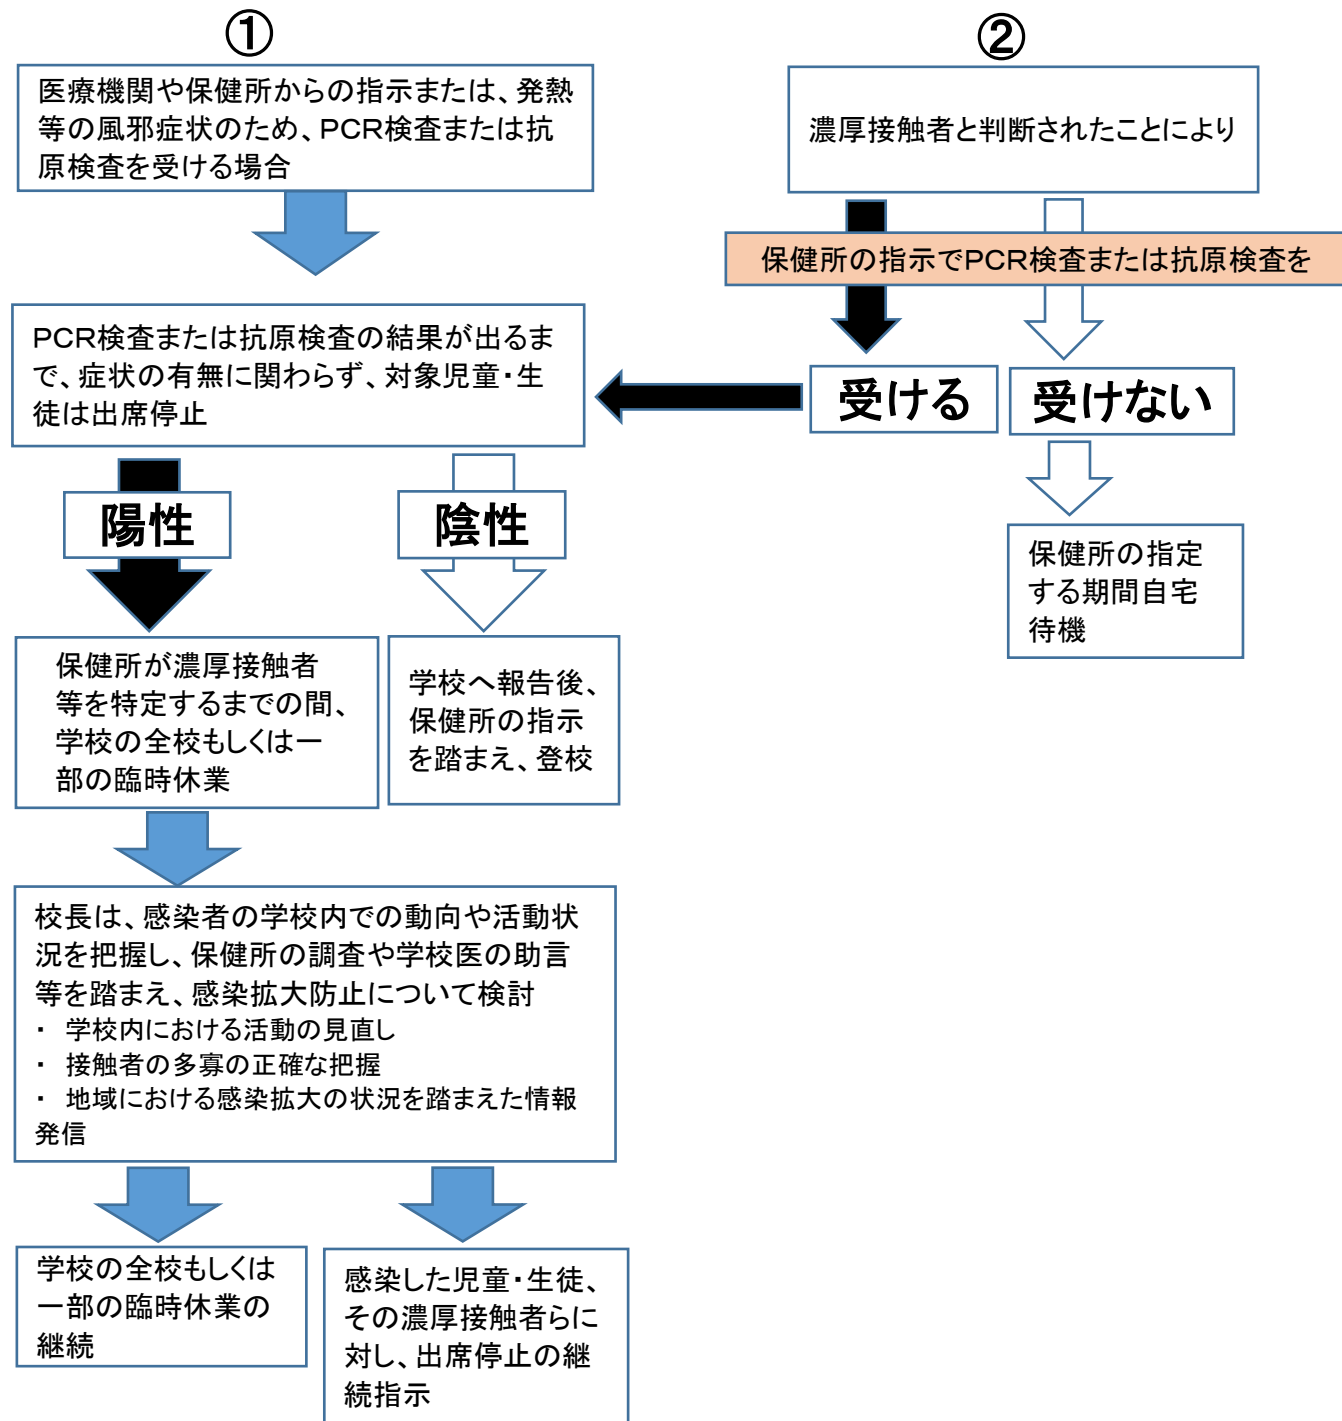 ①
医療機関や保健所からの指示または、発熱
等の風邪症状のため、PCR検査または抗
原検査を受ける場合
②
濃厚接触者と判断されたことにより
保健所の指示でPCR検査または抗原検査を
PCR検査または抗原検査の結果が出るま
で、症状の有無に関わらず、対象児童・生
徒は出席停止
受ける
受けない
陽性
陰性
保健所の指定
する期間自宅
待機
保健所が濃厚接触者
等を特定するまでの間、
学校の全校もしくは一
部の臨時休業
学校へ報告後、
保健所の指示
を踏まえ、登校
校長は、感染者の学校内での動向や活動状
況を把握し、保健所の調査や学校医の助言
等を踏まえ、感染拡大防止について検討
・ 学校内における活動の見直し
・ 接触者の多寡の正確な把握
・ 地域における感染拡大の状況を踏まえた情報
発信
学校の全校もしくは
一部の臨時休業の
継続
感染した児童・生徒、
その濃厚接触者らに
対し、出席停止の継
続指示